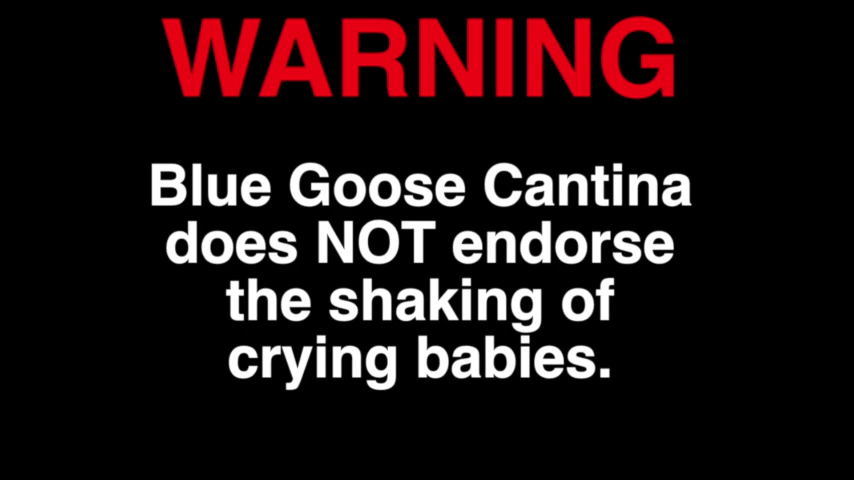 WARNING
Blue Goose Cantina
does NOT endorse
the shaking of
crying babies.